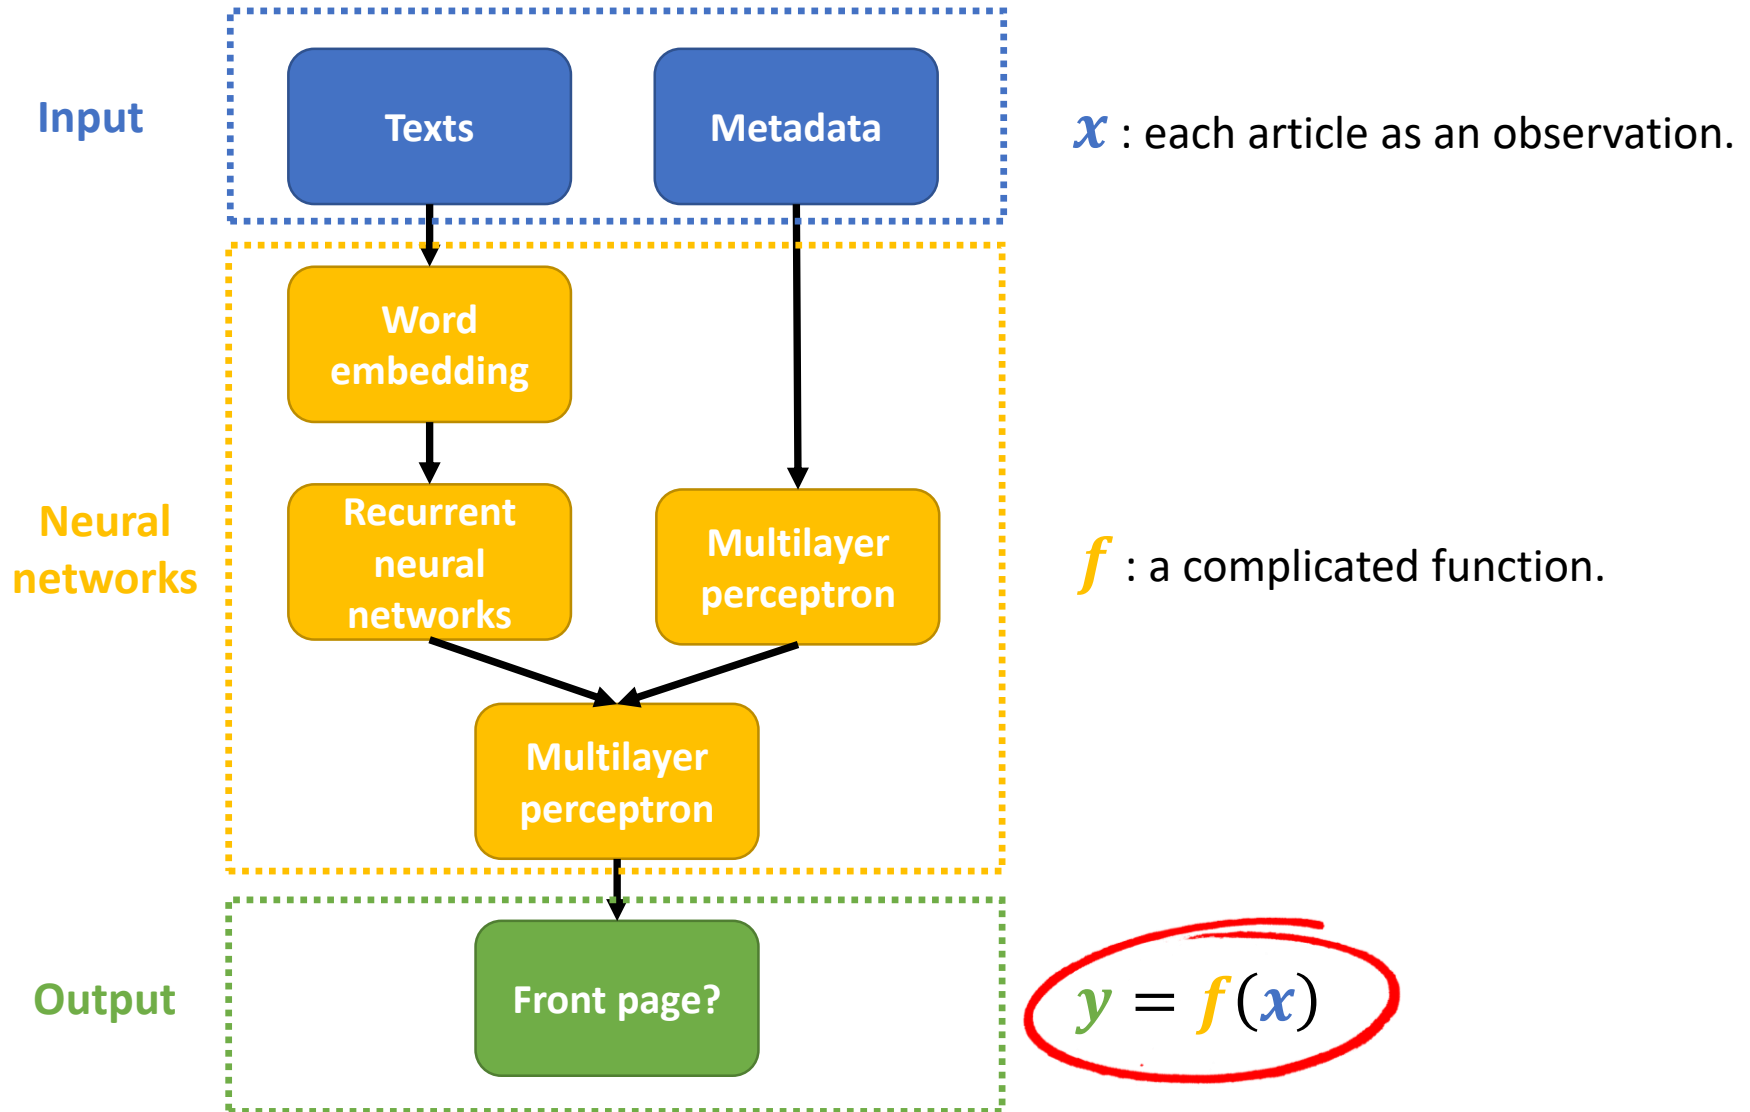 Input
Texts
Metadata
x : each article as an observation.
Word
embedding
Neural
networks
Recurrent
neural
networks
Multilayer
perceptron
f : a complicated function.
Multilayer
perceptron
Output
Front page?
y = f(x)